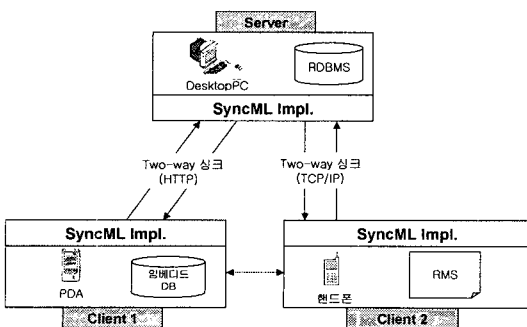 Server
DesktopPC
RDBMS
SyncML Impl.
Two-way 싱크
(HTTP)
Two-way 싱크
(TCP/IP)
SyncML Impl.
PDA
임베디드
DB
Client 1
SyncML Impl.
핸드폰
RMS
Client 2